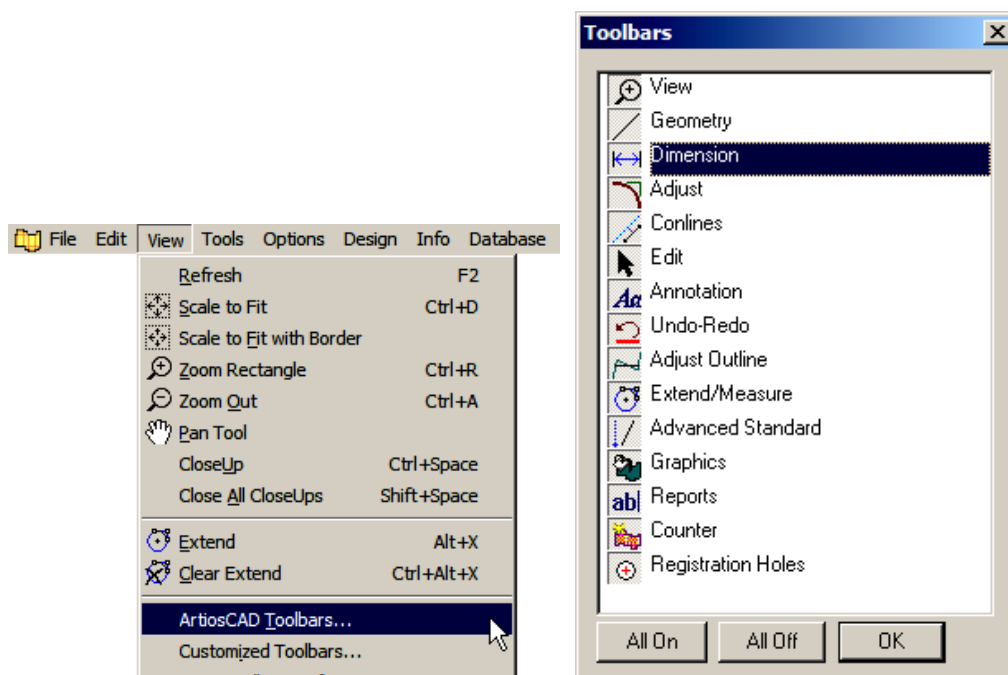 File Edit View Tools Options Design Info Database
Refresh F2
Scale to Fit Ctrl+D
Scale to Fit with Border
Zoom Rectangle Ctrl+R
Zoom Out Ctrl+A
Pan Tool
CloseUp Ctrl+Space
Close All CloseUps Shift+Space
Extend Alt+X
Clear Extend Ctrl+Alt+X
ArtiosCAD Toolbars...
Customized Toolbars...
Toolbars
View
Geometry
Dimension
Adjust
Conlines
Edit
Aa Annotation
Undo-Redo
Adjust Outline
Extend/Measure
Advanced Standard
Graphics
ab Reports
Counter
Registration Holes
All On All Off OK